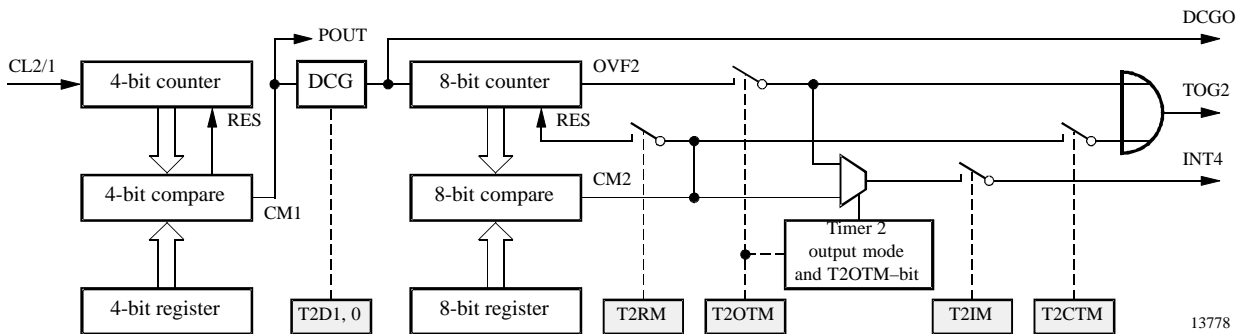 DCGO
POUT
CL2/1
4-bit counter
DCG
8-bit counter
OVF2
TOG2
RES
RES
INT4
4-bit compare
CM1
8-bit compare
CM2
Timer 2
output mode
and T2OTM–bit
4-bit register
T2D1, 0
8-bit register
T2RM
T2OTM
T2IM
T2CTM
13778